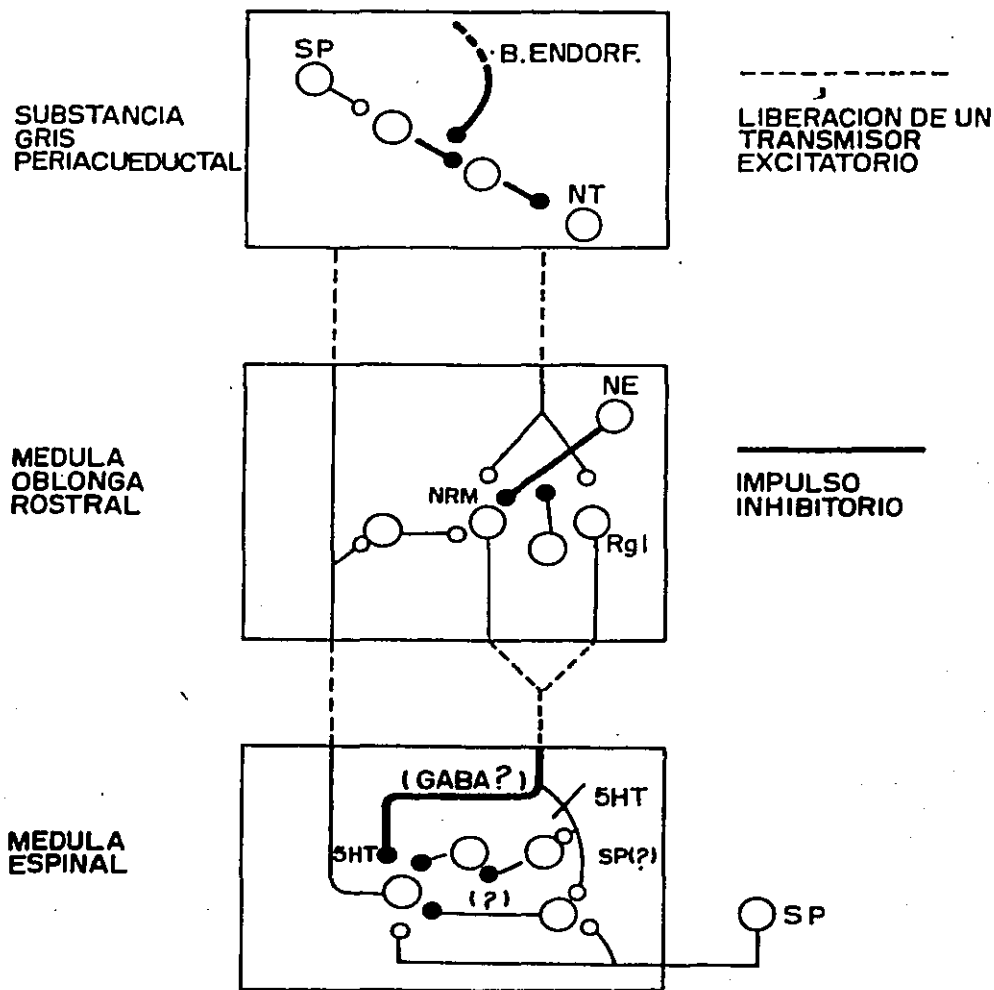 SP
B.ENDORF.
SUBSTANCIA
GRIS
PERIACUEDUCTAL
NT
LIBERACION DE UN
TRANSMISOR
EXCITATORIO
NE
MEDULA
OBLONGA
ROSTRAL
NRM
Rgl
IMPULSO
INHIBITORIO
(GABA?)
5HT
MEDULA
ESPINAL
5HT
SP(?)
(?)
SP